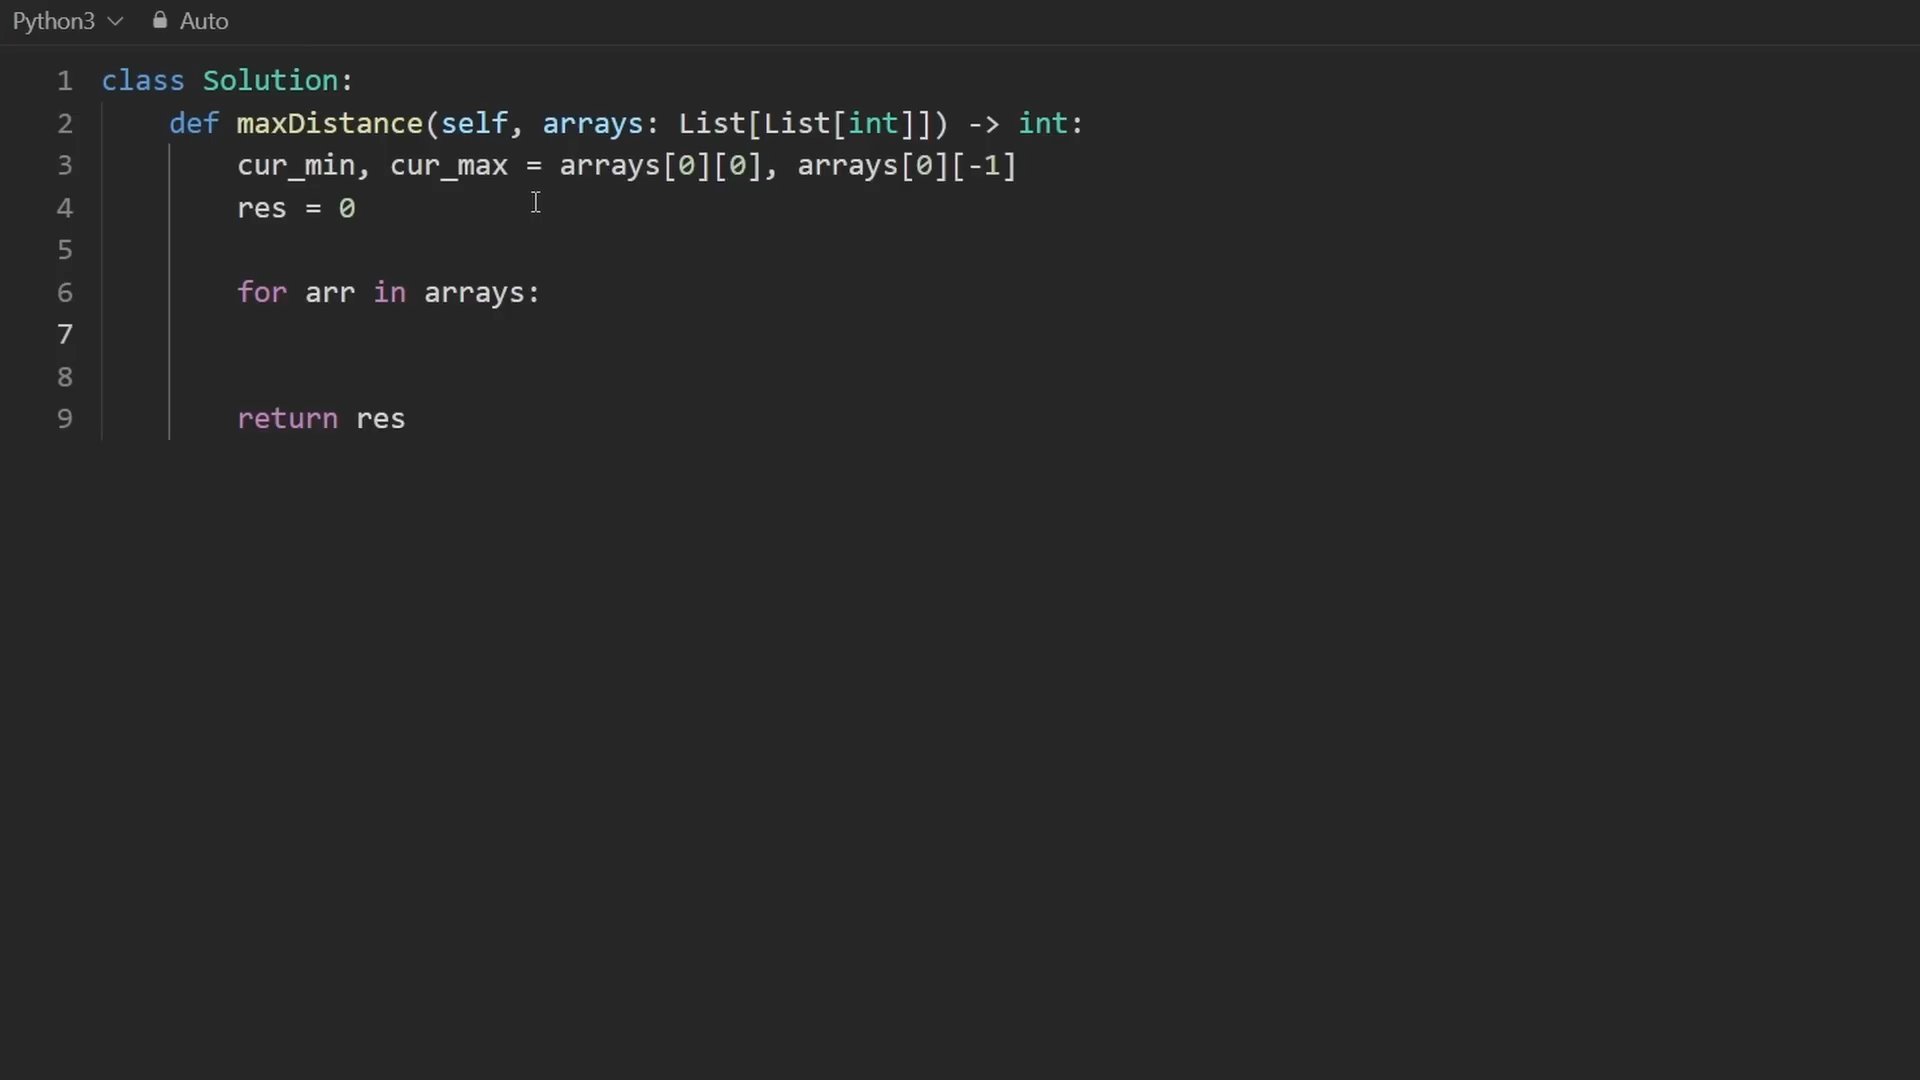 Python3 Auto
1 class Solution:
2 def maxDistance(self, arrays: List[List[int]]) -> int:
3 cur_min, cur_max = arrays[0][0], arrays[0][-1]
4 res = 0
5
6 for arr in arrays:
7
8
9 return res